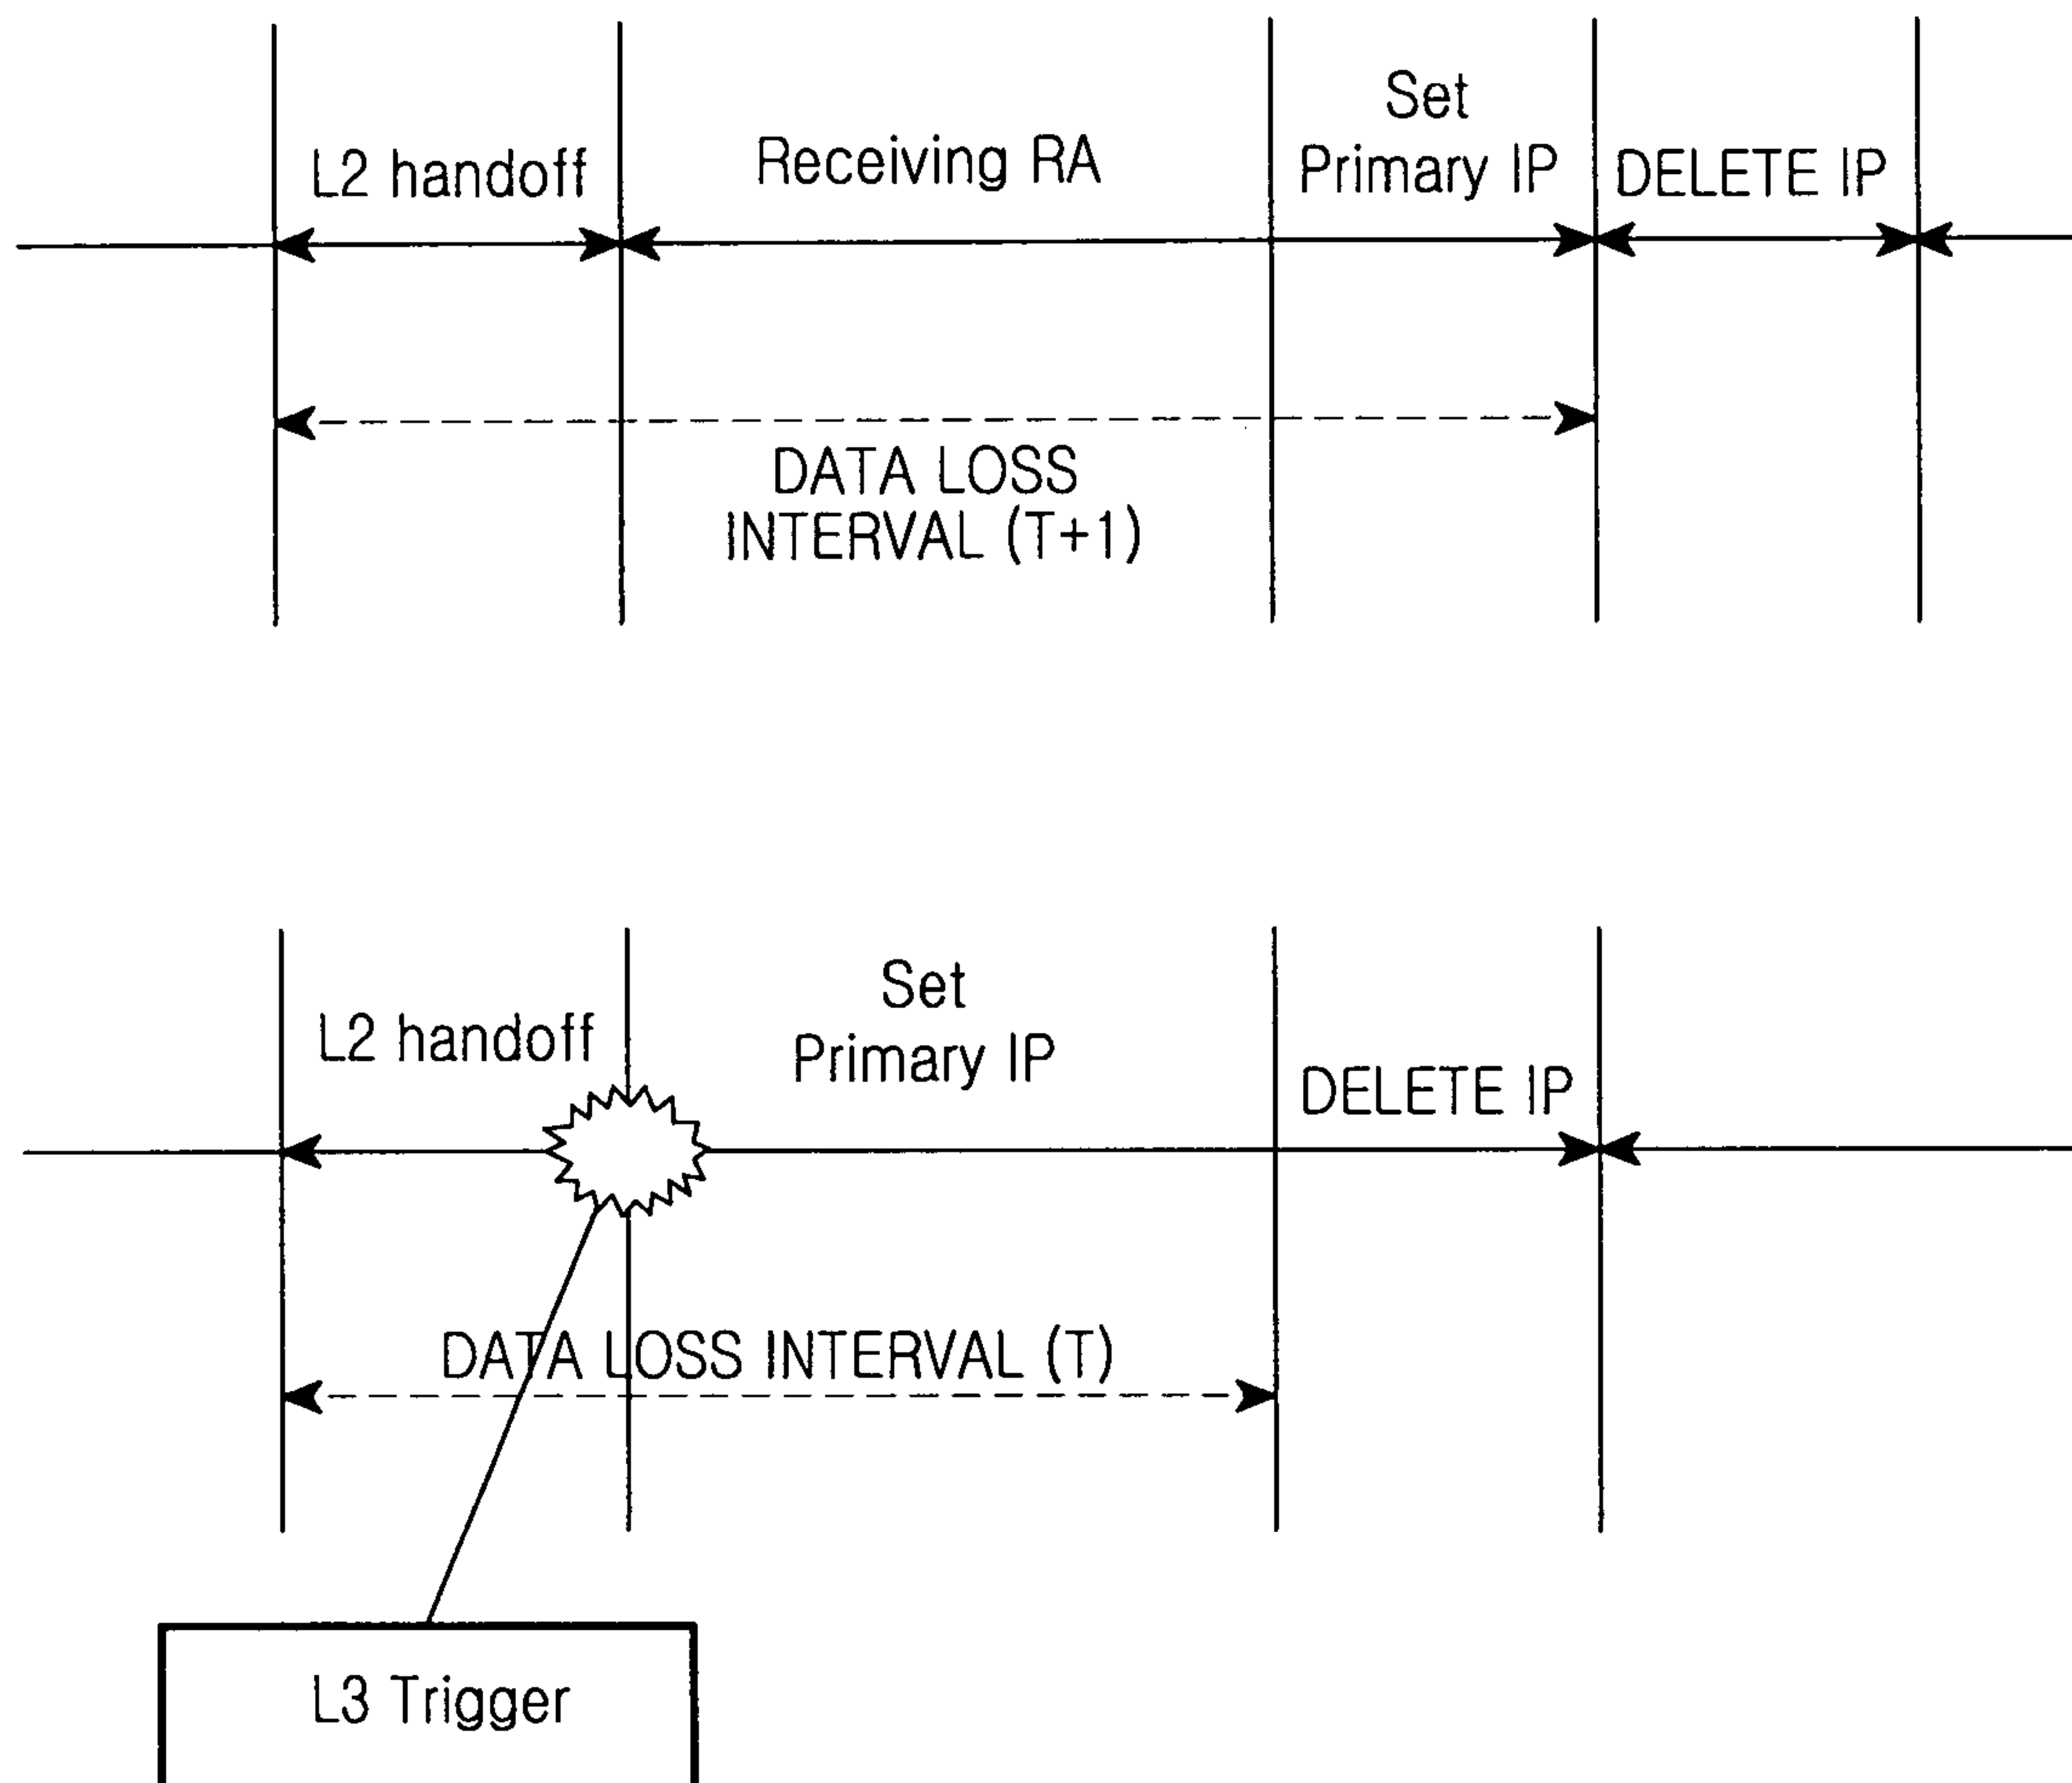 L2 handoff
Receiving RA
Set
Primary IP
DELETE IP
DATA LOSS
INTERVAL (T+1)
L2 handoff
Set
Primary IP
DELETE IP
DATA LOSS INTERVAL (T)
L3 Trigger